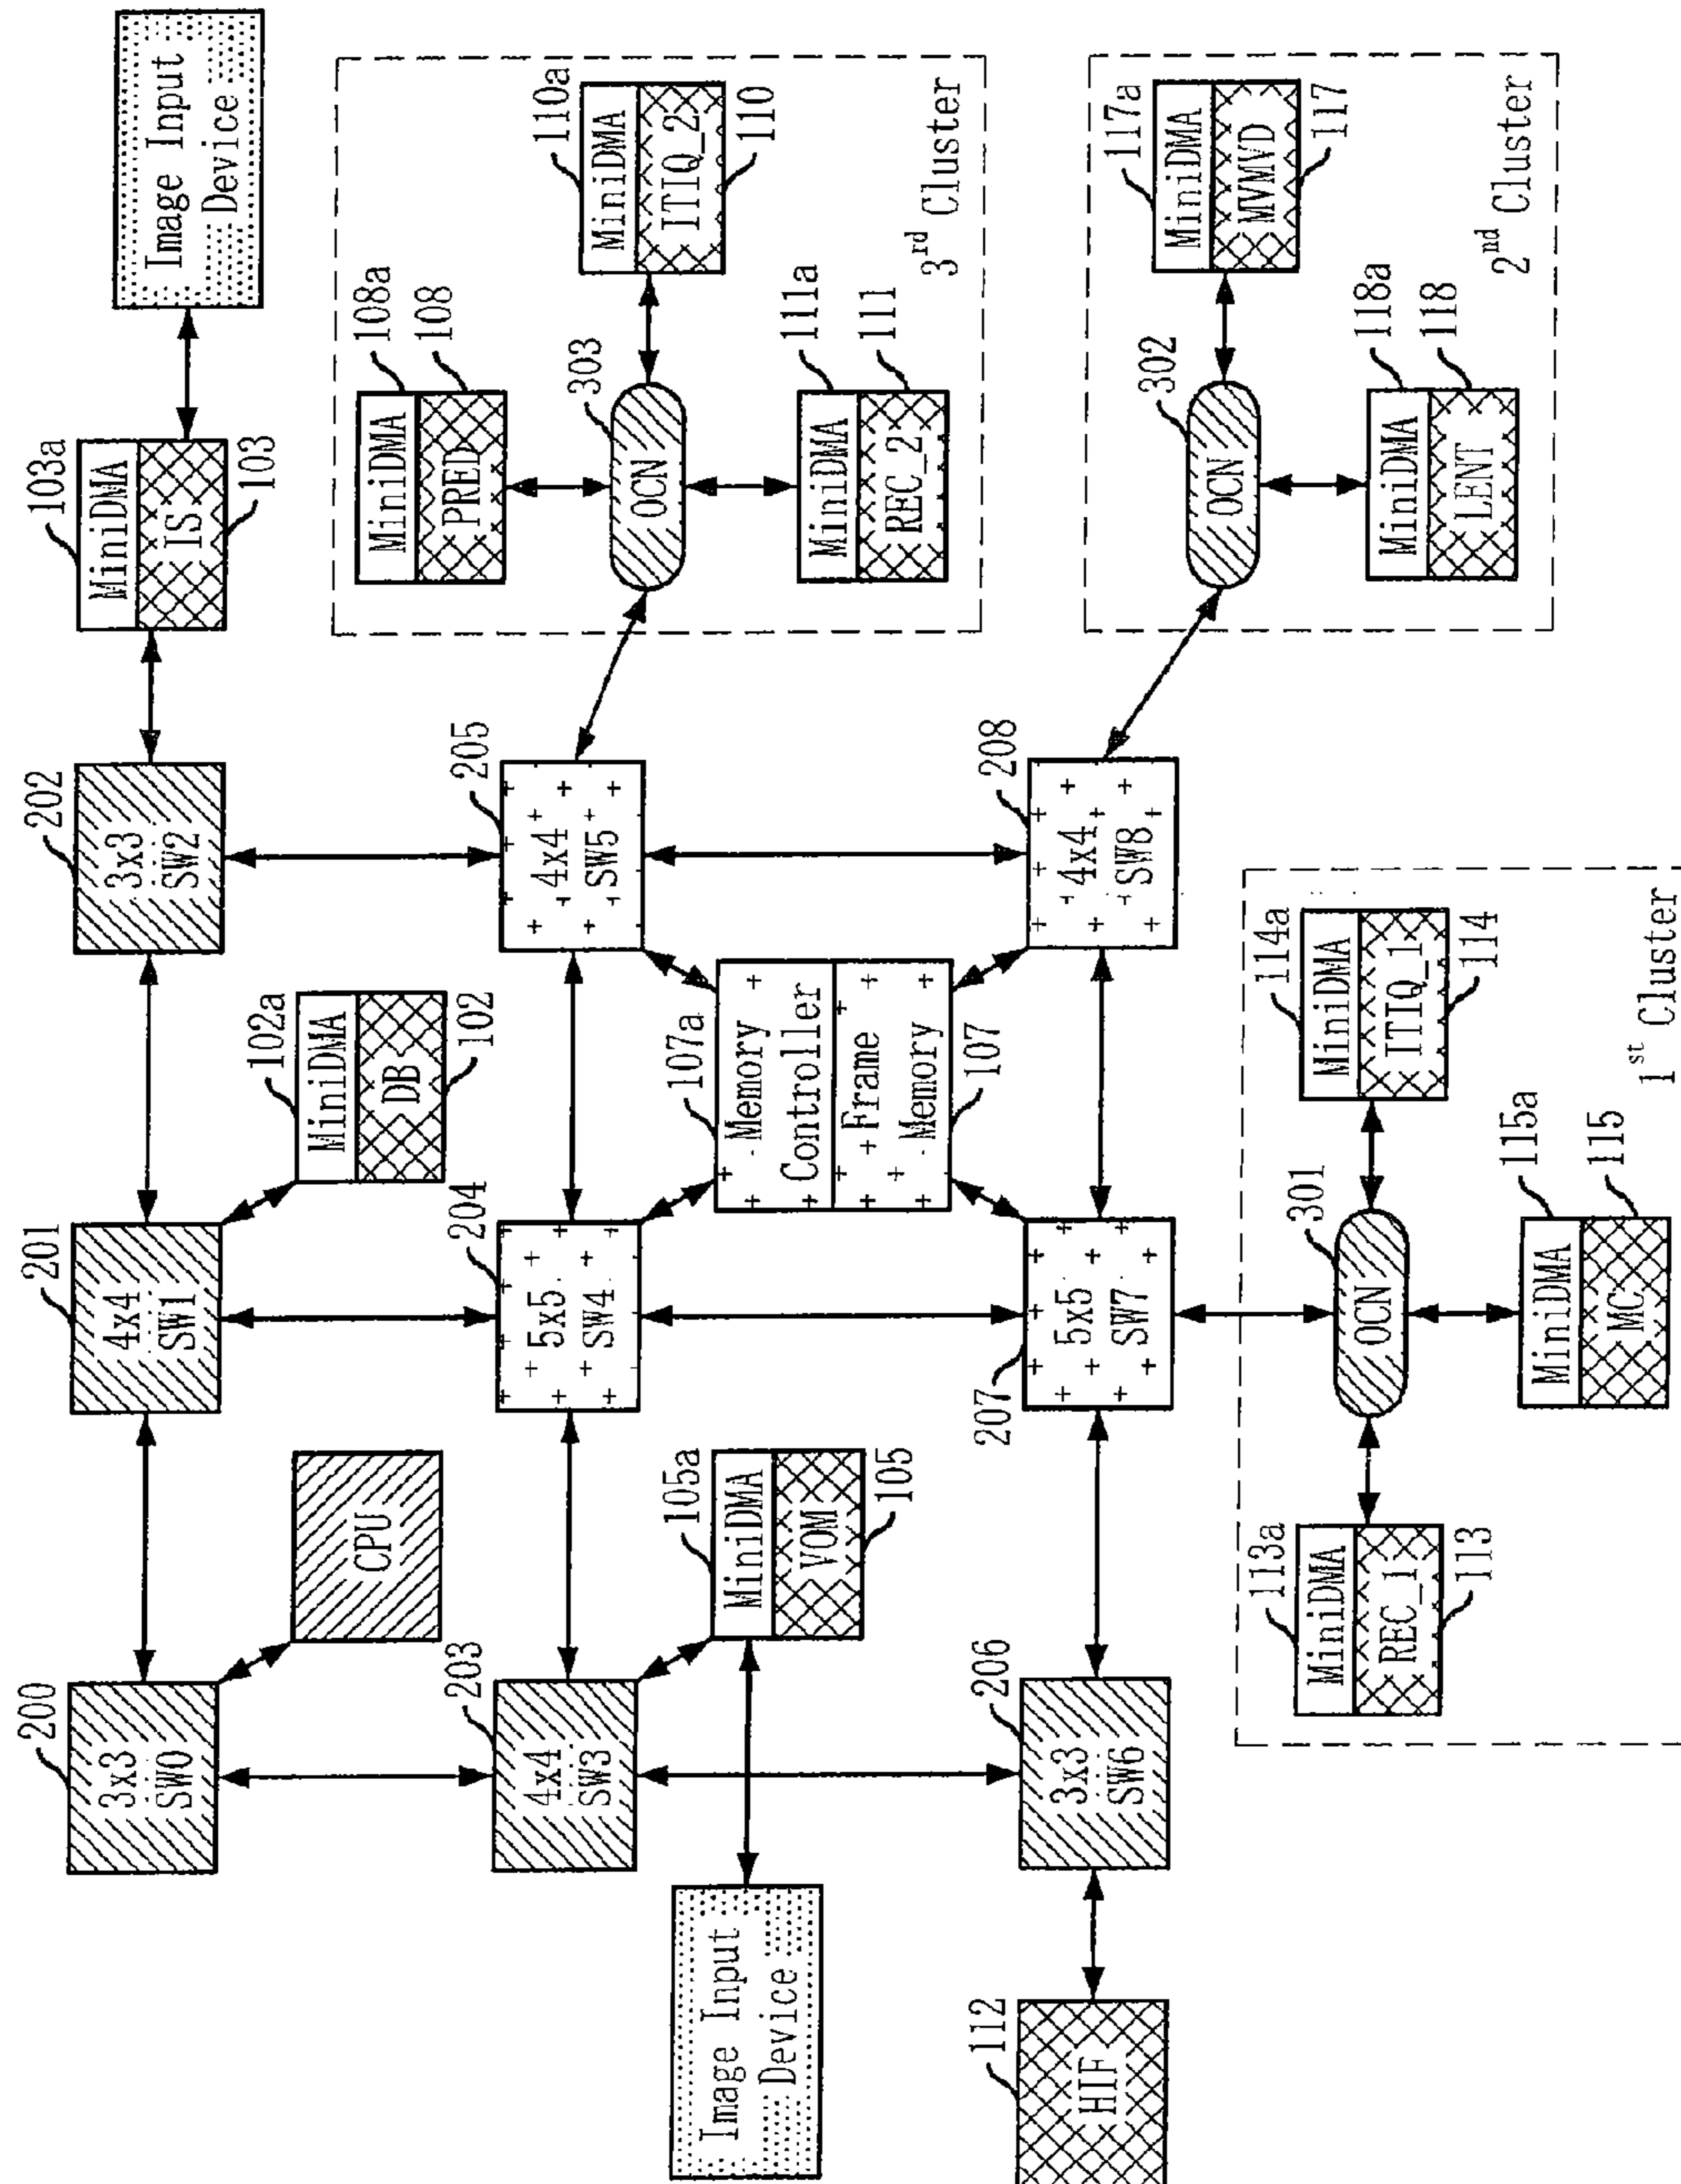 200
3x3
SW0
CPU
201
4x4
SW1
102a
MiniDMA
DB
102
202
3x3
SW2
103a
MiniDMA
IS
103
Image Input
Device
203
4x4
SW3
105a
MiniDMA
VOM
105
Image Input
Device
204
5x5
SW4
107a
Memory
Controller
Frame
Memory
107
205
4x4
SW5
108a
MiniDMA
PRED
108
303
OCN
110a
MiniDMA
ITIQ_2
110
111a
MiniDMA
REC_2
111
3rd Cluster
112
HIF
206
3x3
SW6
207
5x5
SW7
208
4x4
SW8
302
OCN
117a
MiniDMA
MVMVD
117
118a
MiniDMA
LENT
118
2nd Cluster
113a
MiniDMA
REC_1
113
301
OCN
114a
MiniDMA
ITIQ_1
114
115a
MiniDMA
MC
115
1st Cluster